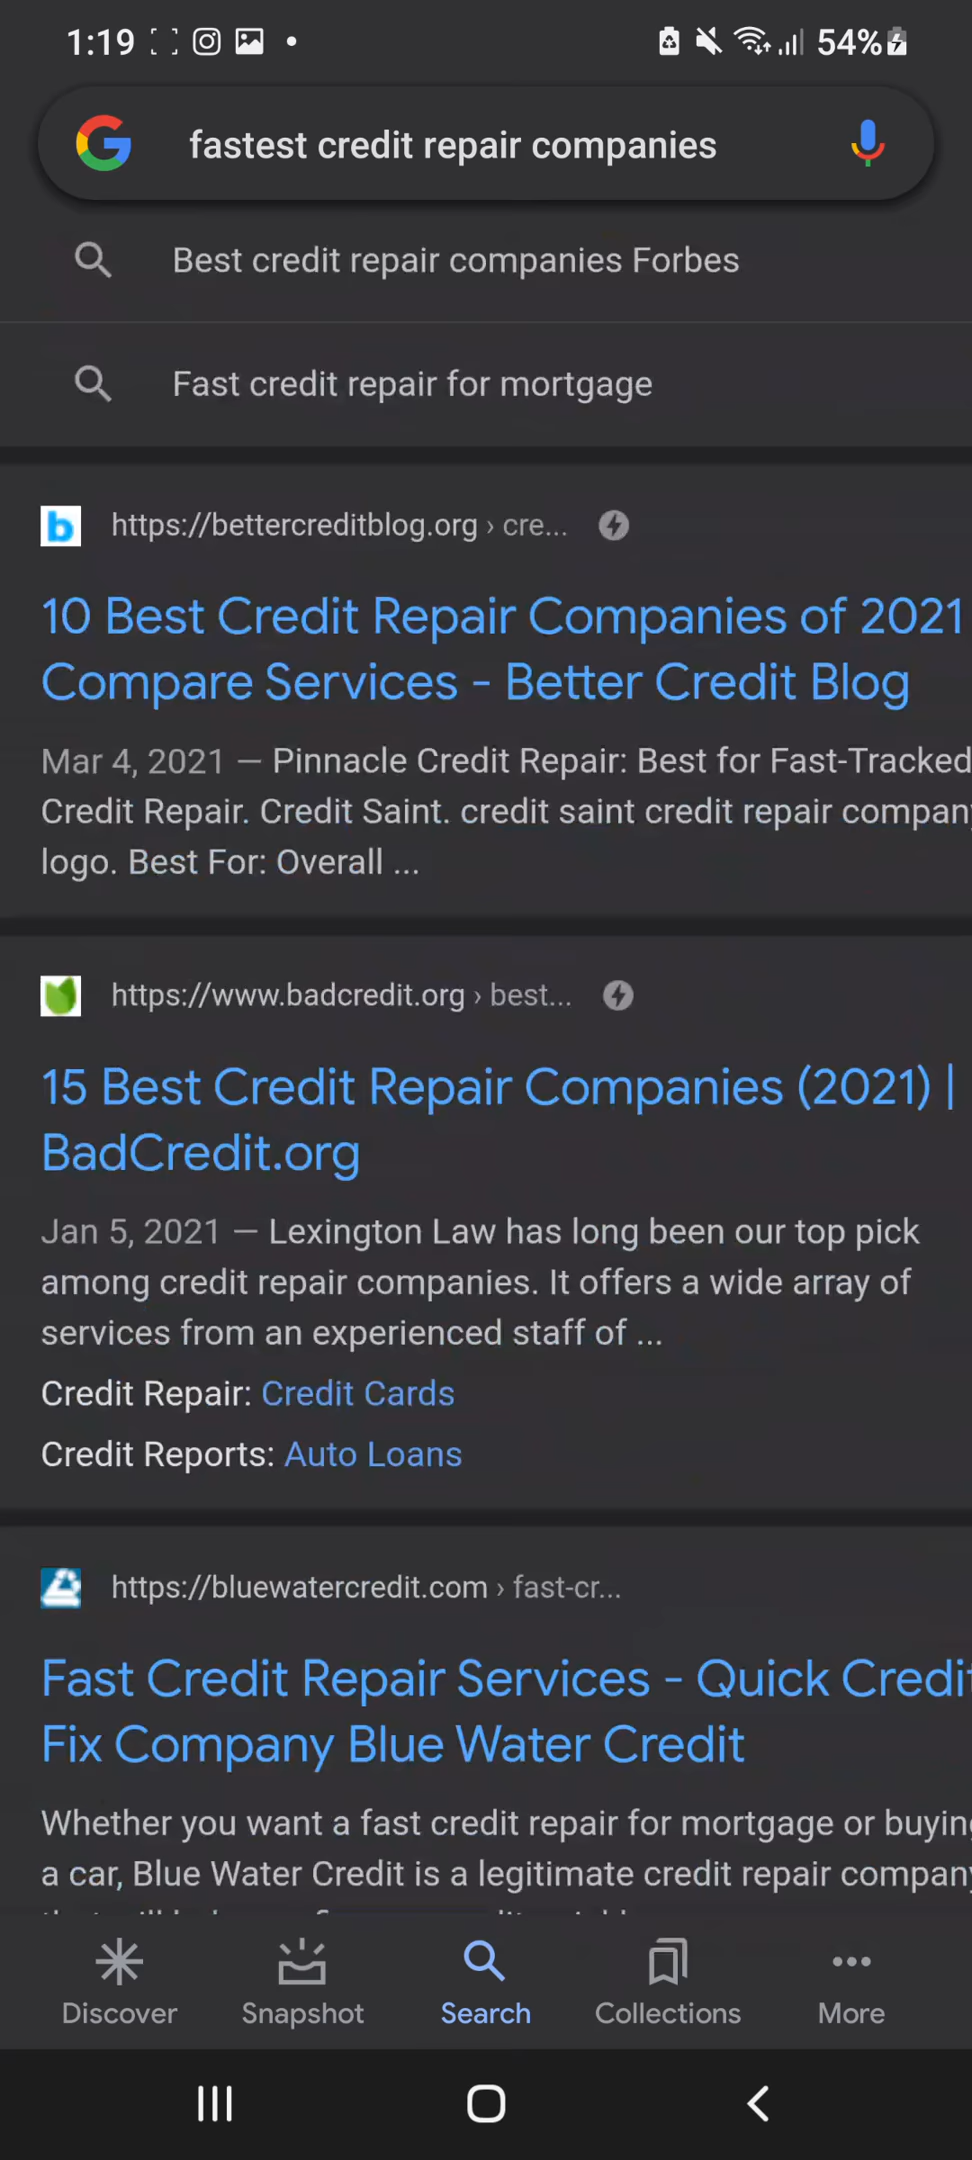 1:19
54%
fastest credit repair companies
Best credit repair companies Forbes
Fast credit repair for mortgage
b
https://bettercreditblog.org › cre...
10 Best Credit Repair Companies of 2021
Compare Services - Better Credit Blog
Mar 4, 2021 — Pinnacle Credit Repair: Best for Fast-Tracked
Credit Repair. Credit Saint. credit saint credit repair company
logo. Best For: Overall ...
https://www.badcredit.org › best...
15 Best Credit Repair Companies (2021) |
BadCredit.org
Jan 5, 2021 — Lexington Law has long been our top pick
among credit repair companies. It offers a wide array of
services from an experienced staff of ...
Credit Repair: Credit Cards
Credit Reports: Auto Loans
https://bluewatercredit.com › fast-cr...
Fast Credit Repair Services - Quick Credit
Fix Company Blue Water Credit
Whether you want a fast credit repair for mortgage or buying
a car, Blue Water Credit is a legitimate credit repair company
Discover
Snapshot
Search
Collections
More